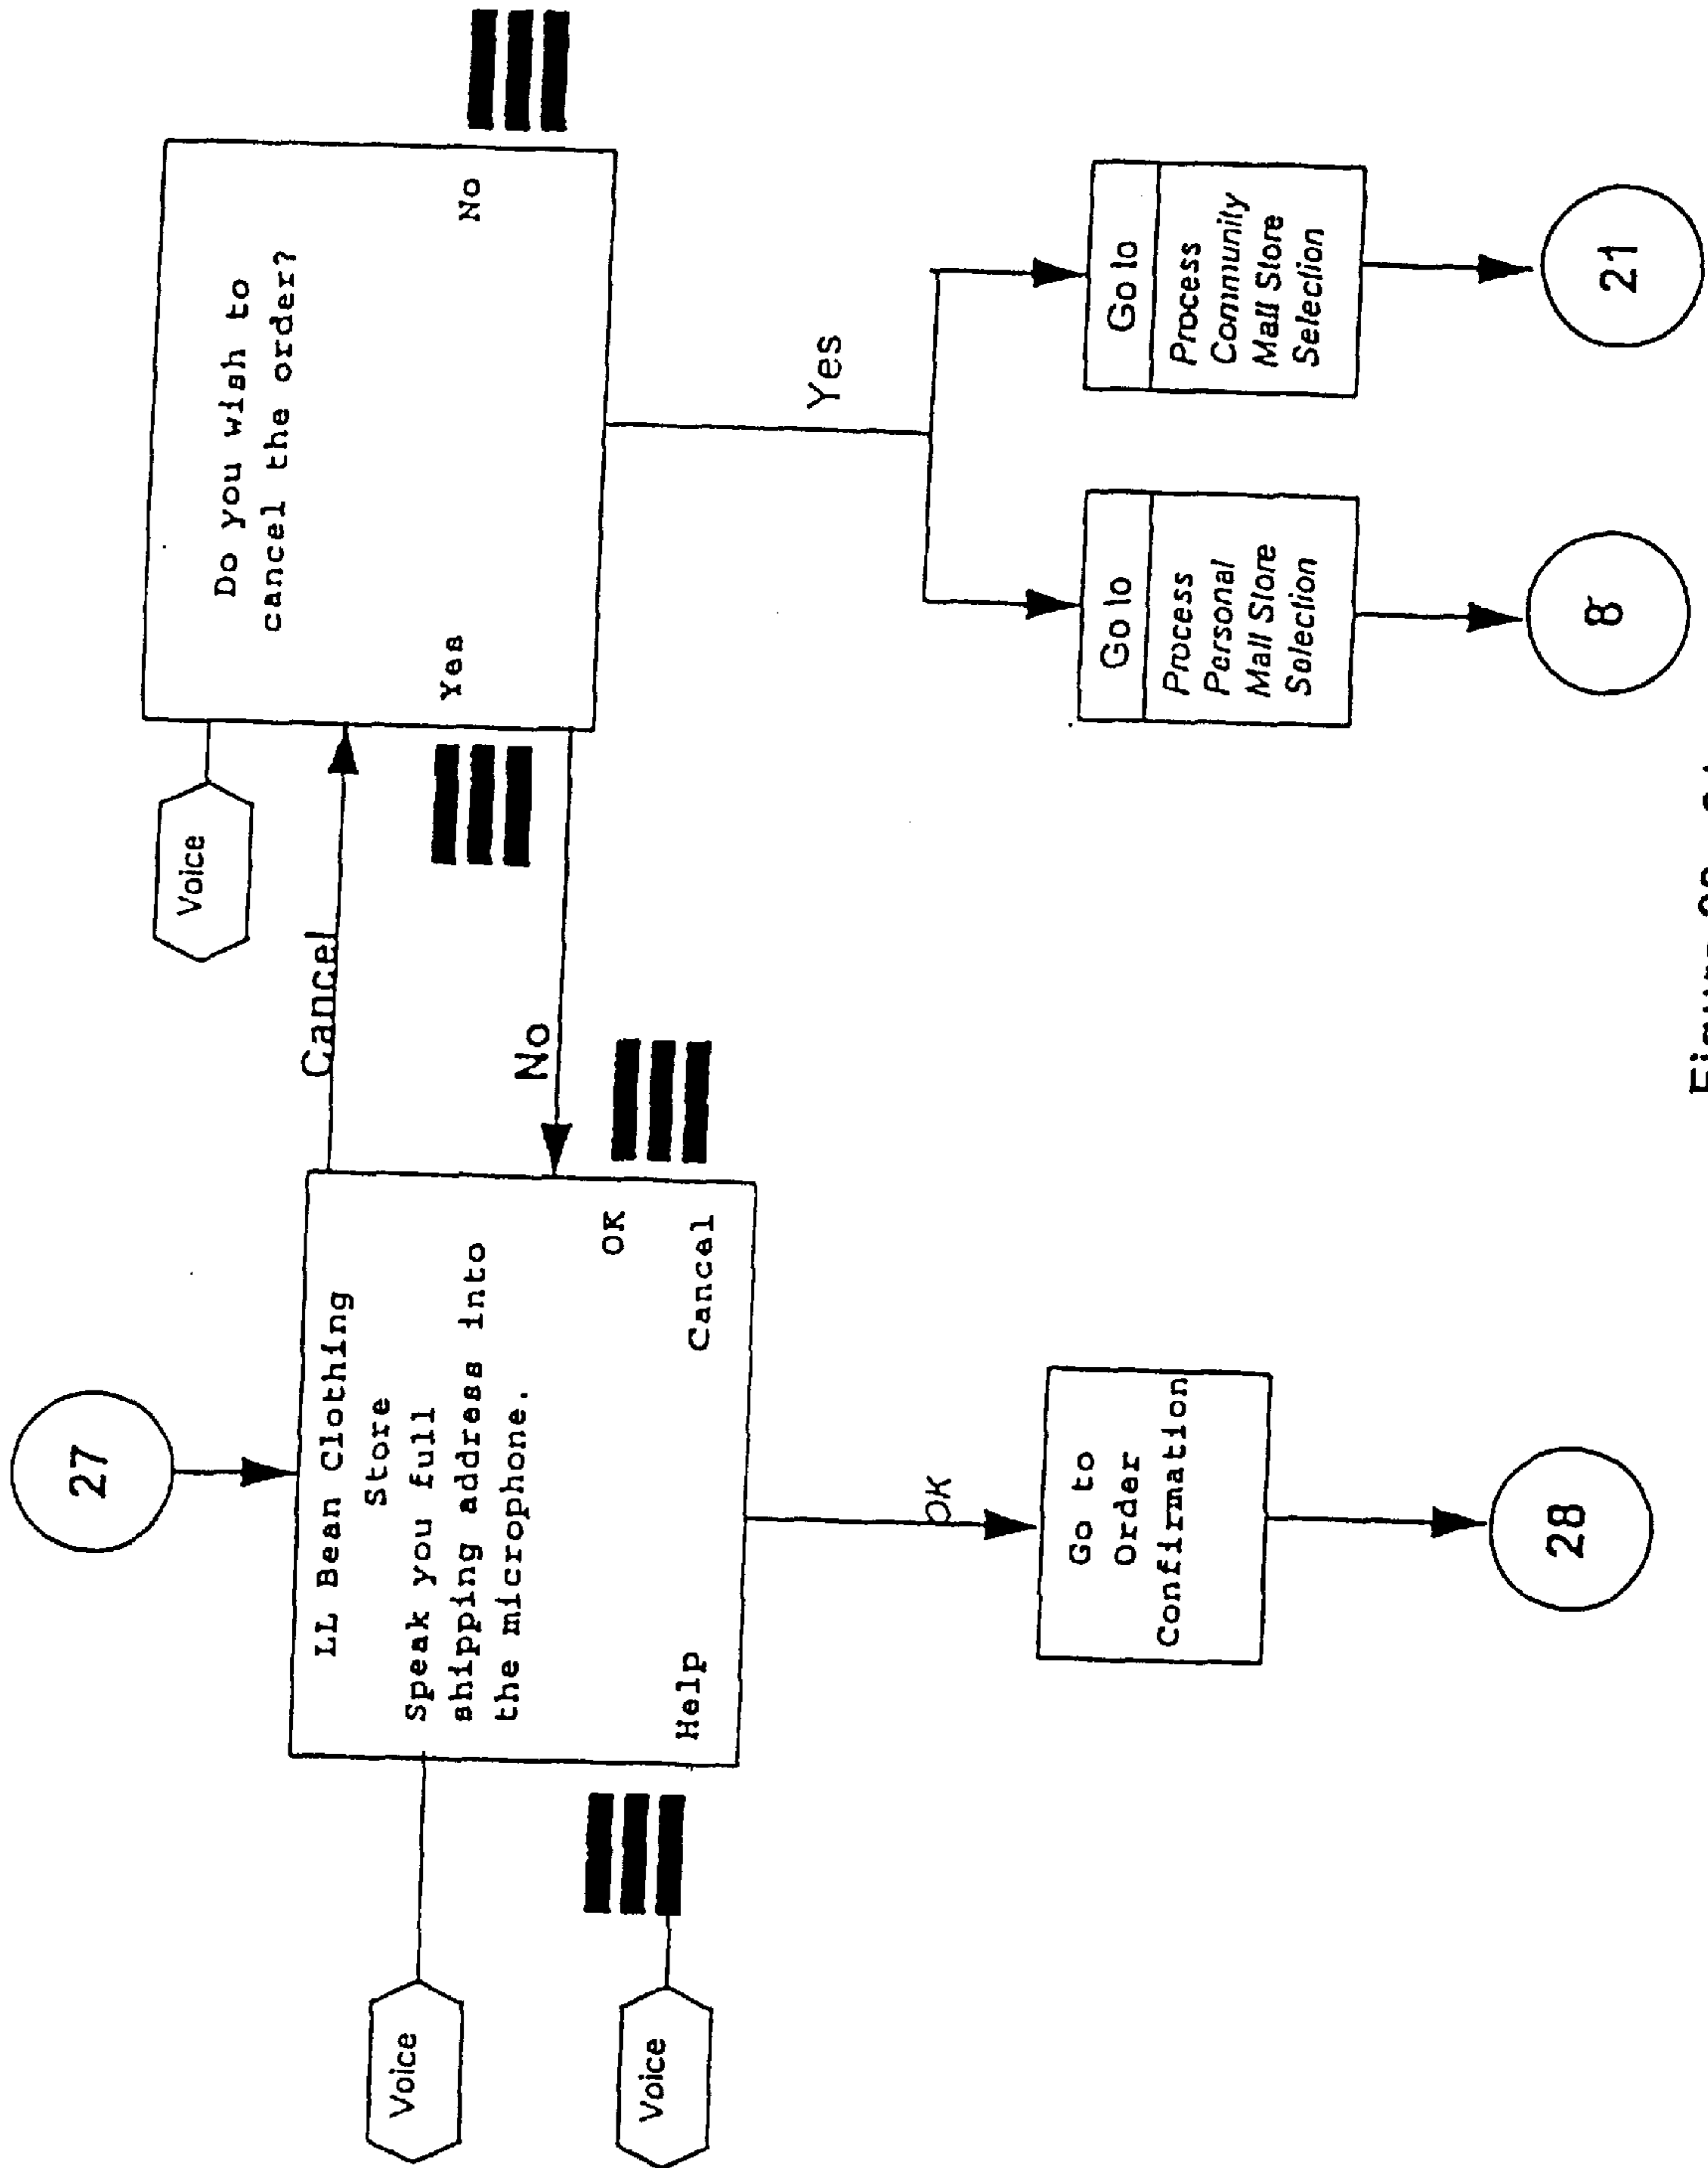 27
Voice
LL Bean Clothing
Store
Speak you full
shipping address into
the microphone.
OK
Help
Cancel
Voice
Cancel
No
Voice
Do you wish to
cancel the order?
Yes
No
OK
Go to
Order
Confirmation
28
Yes
Go to
Process
Personal
Mall Store
Selection
8
Go to
Process
Community
Mall Store
Selection
21
Figure